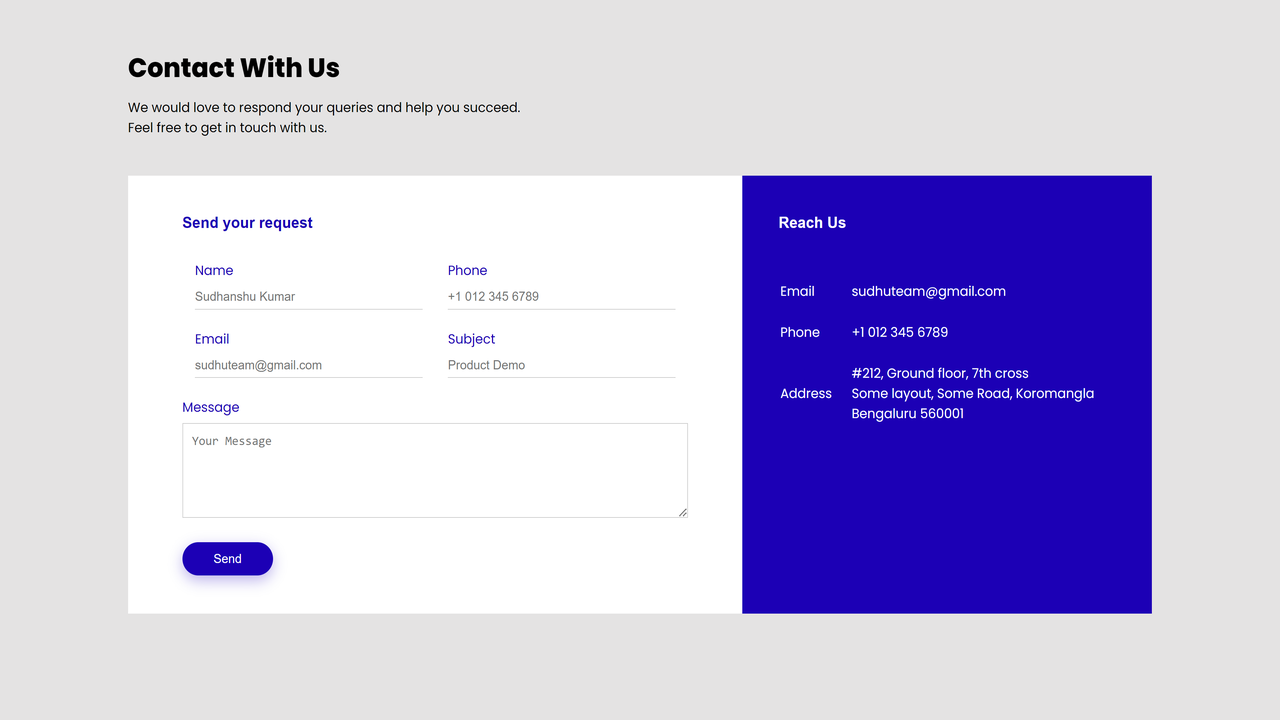 Contact With Us
We would love to respond your queries and help you succeed.
Feel free to get in touch with us.
Send your request
Name
Sudhanshu Kumar
Phone
+1 012 345 6789
Email
sudhuteam@gmail.com
Subject
Product Demo
Message
Your Message
Send
Reach Us
Email sudhuteam@gmail.com
Phone +1 012 345 6789
Address
#212, Ground floor, 7th cross
Some layout, Some Road, Koromangla
Bengaluru 560001